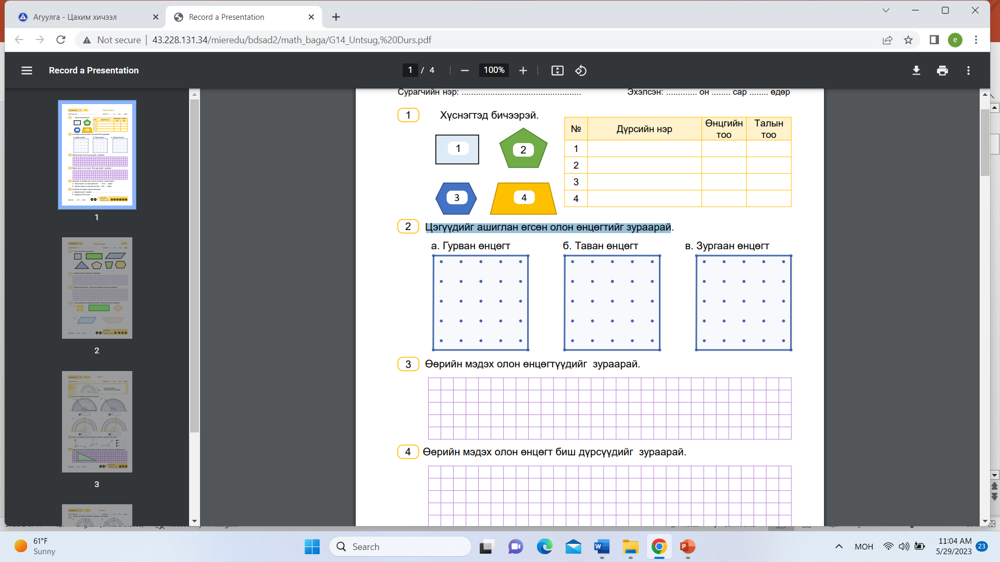 Агуулга - Цахим хичээл
Record a Presentation
Not secure
43.228.131.34/mieredu/bdsad2/math_baga/G14_Untsug,%20Durs.pdf
e
Record a Presentation
1 / 4
100%
Сурагчийн нэр: ..................................................
Эхэлсэн: ............. он ........ сар ........ өдөр
1 Хүснэгтэд бичээрэй.
1
2
3
4
№ Дүрсийн нэр Өнцгийн тоо Талын тоо
1
2
3
4
2 Цэгүүдийг ашиглан өгсөн олон өнцөгтийг зураарай.
а. Гурван өнцөгт
б. Таван өнцөгт
в. Зургаан өнцөгт
3 Өөрийн мэдэх олон өнцөгтүүдийг зураарай.
4 Өөрийн мэдэх олон өнцөгт биш дүрсүүдийг зураарай.
1
2
3
61°F
Sunny
Search
МОН
11:04 AM
5/29/2023
23